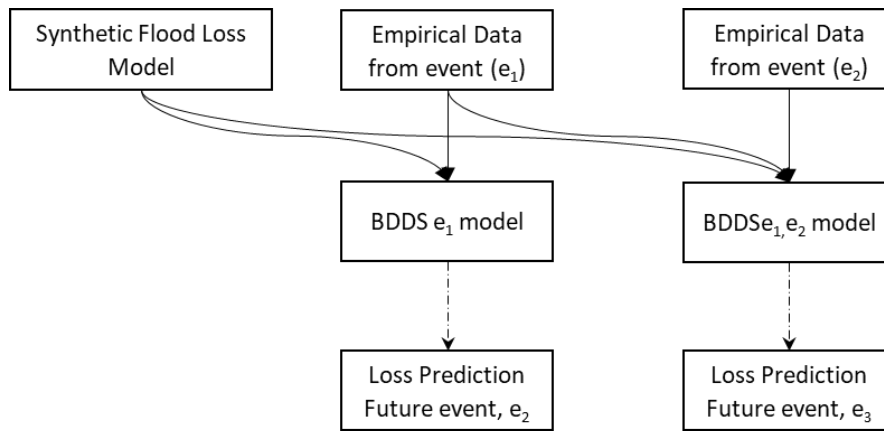 Synthetic Flood Loss
Model
Empirical Data
from event (e₁)
Empirical Data
from event (e₂)
BDDS e₁ model
BDDSe₁,e₂ model
Loss Prediction
Future event, e₂
Loss Prediction
Future event, e₃